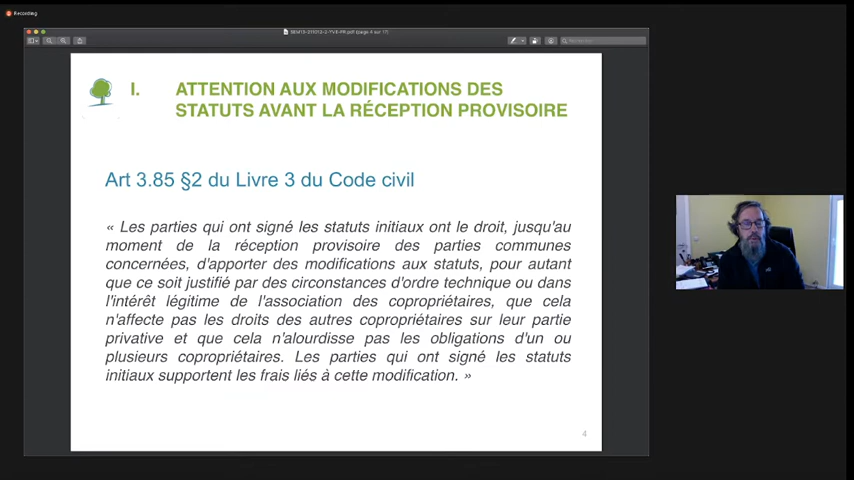 Recording
I. ATTENTION AUX MODIFICATIONS DES
STATUTS AVANT LA RÉCEPTION PROVISOIRE
Art 3.85 §2 du Livre 3 du Code civil
« Les parties qui ont signé les statuts initiaux ont le droit, jusqu'au
moment de la réception provisoire des parties communes
concernées, d'apporter des modifications aux statuts, pour autant
que ce soit justifié par des circonstances d'ordre technique ou dans
l'intérêt légitime de l'association des copropriétaires, que cela
n'affecte pas les droits des autres copropriétaires sur leur partie
privative et que cela n'alourdisse pas les obligations d'un ou
plusieurs copropriétaires. Les parties qui ont signé les statuts
initiaux supportent les frais liés à cette modification. »
4